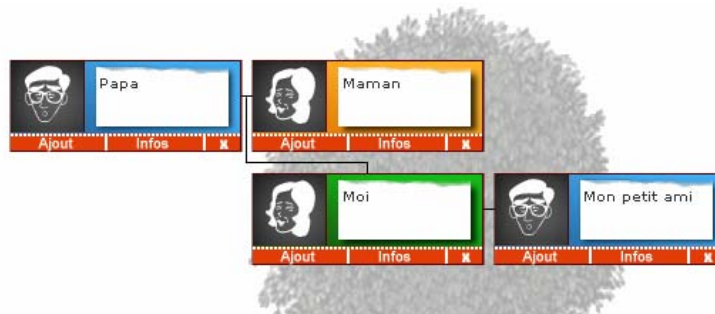 Papa
Maman
Ajout Infos x
Ajout Infos x
Moi
Mon petit ami
Ajout Infos x
Ajout Infos x